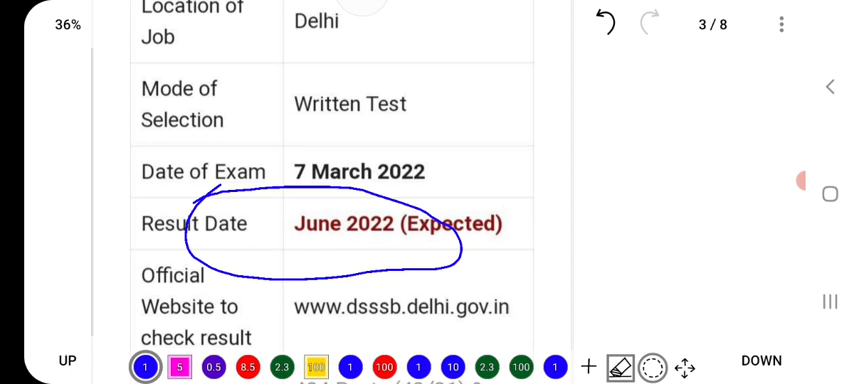 36%
3 / 8
Location of
Job
Delhi
Mode of
Selection
Written Test
Date of Exam
7 March 2022
Result Date
June 2022 (Expected)
Official
Website to
check result
www.dsssb.delhi.gov.in
UP
1
5
0.5
8.5
2.3
100
1
100
1
10
2.3
100
1
DOWN